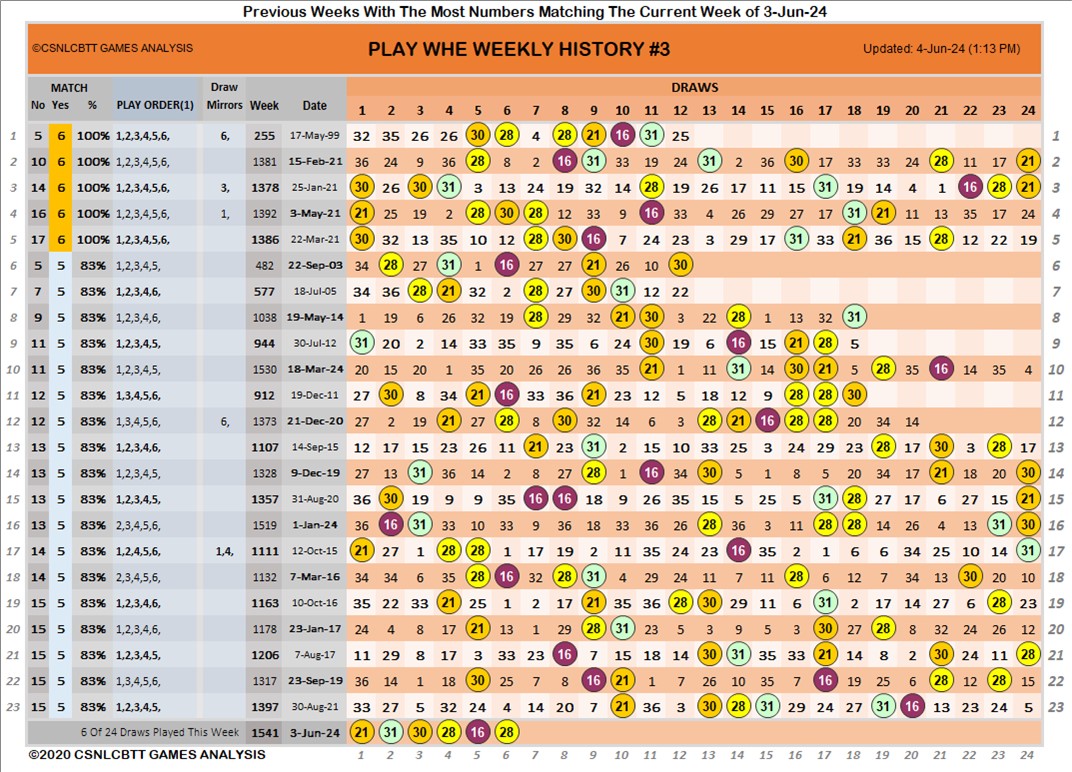 Previous Weeks With The Most Numbers Matching The Current Week of 3-Jun-24
©CSNLCBTT GAMES ANALYSIS PLAY WHE WEEKLY HISTORY #3 Updated: 4-Jun-24 (1:13 PM)
MATCH Draw DRAWS
No Yes % PLAY ORDER(1) Mirrors Week Date 1 2 3 4 5 6 7 8 9 10 11 12 13 14 15 16 17 18 19 20 21 22 23 24
1 5 6 100% 1,2,3,4,5,6, 6, 255 17-May-99 32 35 26 26 30 28 4 28 21 16 31 25 1
2 10 6 100% 1,2,3,4,5,6, 1381 15-Feb-21 36 24 9 36 28 8 2 16 31 33 19 24 31 2 36 30 17 33 33 24 28 11 17 21 2
3 14 6 100% 1,2,3,4,5,6, 3, 1378 25-Jan-21 30 26 30 31 3 13 24 19 32 14 28 19 26 17 11 15 31 19 14 4 1 16 28 21 3
4 16 6 100% 1,2,3,4,5,6, 1, 1392 3-May-21 21 25 19 2 28 30 28 12 33 9 16 33 4 26 29 27 17 31 21 11 13 35 17 24 4
5 17 6 100% 1,2,3,4,5,6, 1386 22-Mar-21 30 32 13 35 10 12 28 30 16 7 24 23 3 29 17 31 33 21 36 15 28 12 22 19 5
6 5 5 83% 1,2,3,4,5, 482 22-Sep-03 34 28 27 31 1 16 27 27 21 26 10 30 6
7 7 5 83% 1,2,3,4,6, 577 18-Jul-05 34 36 28 21 32 2 28 27 30 31 12 22 7
8 9 5 83% 1,2,3,4,6, 1038 19-May-14 1 19 6 26 32 19 28 29 32 21 30 3 22 28 1 13 32 31 8
9 11 5 83% 1,2,3,4,5, 944 30-Jul-12 31 20 2 14 33 35 9 35 6 24 30 19 6 16 15 21 28 5 9
10 11 5 83% 1,2,3,4,5, 1530 18-Mar-24 20 15 20 1 35 20 26 26 36 35 21 1 11 31 14 30 21 5 28 35 16 14 35 4 10
11 12 5 83% 1,3,4,5,6, 912 19-Dec-11 27 30 8 34 21 16 33 36 21 23 12 5 18 12 9 28 28 30 11
12 12 5 83% 1,3,4,5,6, 6, 1373 21-Dec-20 27 2 19 21 27 28 8 30 32 14 6 3 28 21 16 28 28 20 34 14 12
13 13 5 83% 1,2,3,4,6, 1107 14-Sep-15 12 17 15 23 26 11 21 23 31 2 15 10 33 25 3 24 29 23 28 17 30 3 28 17 13
14 13 5 83% 1,2,3,4,5, 1328 9-Dec-19 27 13 31 36 14 2 8 27 28 1 16 34 30 5 1 8 5 20 34 17 21 18 20 30 14
15 13 5 83% 1,2,3,4,5, 1357 31-Aug-20 36 30 19 9 9 35 16 16 18 9 26 33 15 5 25 5 31 28 27 17 6 27 15 21 15
16 13 5 83% 2,3,4,5,6, 1519 1-Jan-24 36 16 31 33 10 33 9 36 18 33 36 26 28 36 3 11 28 28 14 26 4 13 31 30 16
17 14 5 83% 1,2,4,5,6, 1,4, 1111 12-Oct-15 21 27 1 28 28 1 17 19 2 11 35 24 23 16 35 2 1 6 6 34 25 10 14 31 17
18 14 5 83% 2,3,4,5,6, 1132 7-Mar-16 34 34 6 35 28 16 32 28 31 4 29 24 11 7 11 28 6 12 7 34 13 30 20 10 18
19 15 5 83% 1,2,3,4,6, 1163 10-Oct-16 35 22 33 21 25 1 2 17 21 35 36 28 30 29 11 6 31 2 17 14 27 6 28 23 19
20 15 5 83% 1,2,3,4,6, 1178 23-Jan-17 24 4 8 17 21 13 1 29 28 31 23 5 3 9 5 3 30 27 28 8 32 24 26 12 20
21 15 5 83% 1,2,3,4,5, 1206 7-Aug-17 11 29 8 17 3 33 23 16 7 15 18 14 30 31 35 33 21 14 8 2 30 24 11 28 21
22 15 5 83% 1,3,4,5,6, 1317 23-Sep-19 36 14 1 18 30 25 7 8 16 21 1 7 26 10 35 7 16 19 25 6 28 12 28 15 22
23 15 5 83% 1,2,3,4,5, 1397 30-Aug-21 33 27 5 32 24 4 14 20 7 21 36 3 30 28 31 29 24 27 31 16 13 23 24 5 23
6 Of 24 Draws Played This Week 1541 3-Jun-24 21 31 30 28 16 28
©2020 CSNLCBTT GAMES ANALYSIS 1 2 3 4 5 6 7 8 9 10 11 12 13 14 15 16 17 18 19 20 21 22 23 24